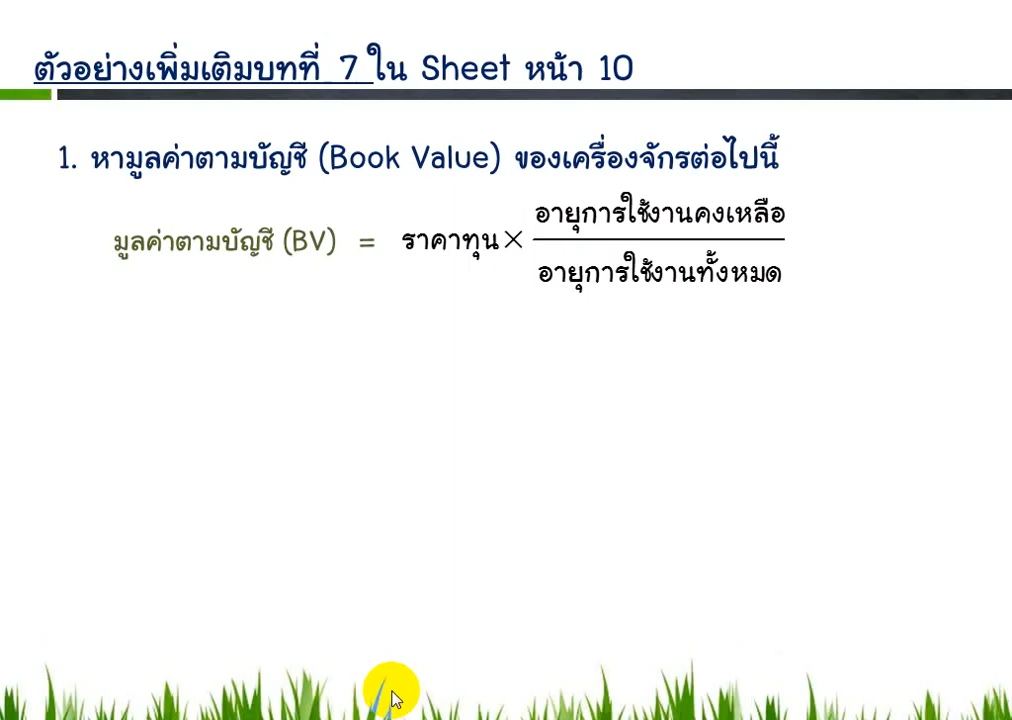 ตัวอย่างเพิ่มเติมบทที่ 7 ใน Sheet หน้า 10
1. หามูลค่าตามบัญชี (Book Value) ของเครื่องจักรต่อไปนี้
มูลค่าตามบัญชี (BV) = ราคาทุน × อายุการใช้งานคงเหลือ
อายุการใช้งานทั้งหมด